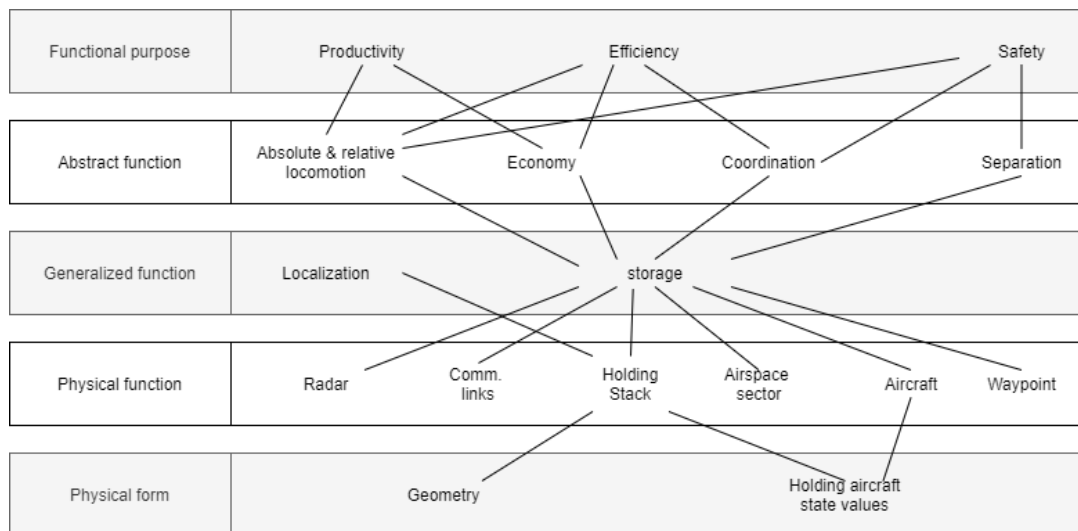 Functional purpose Productivity Efficiency Safety
Abstract function Absolute & relative
locomotion Economy Coordination Separation
Generalized function Localization storage
Physical function Radar Comm.
links Holding
Stack Airspace
sector Aircraft Waypoint
Physical form Geometry Holding aircraft
state values